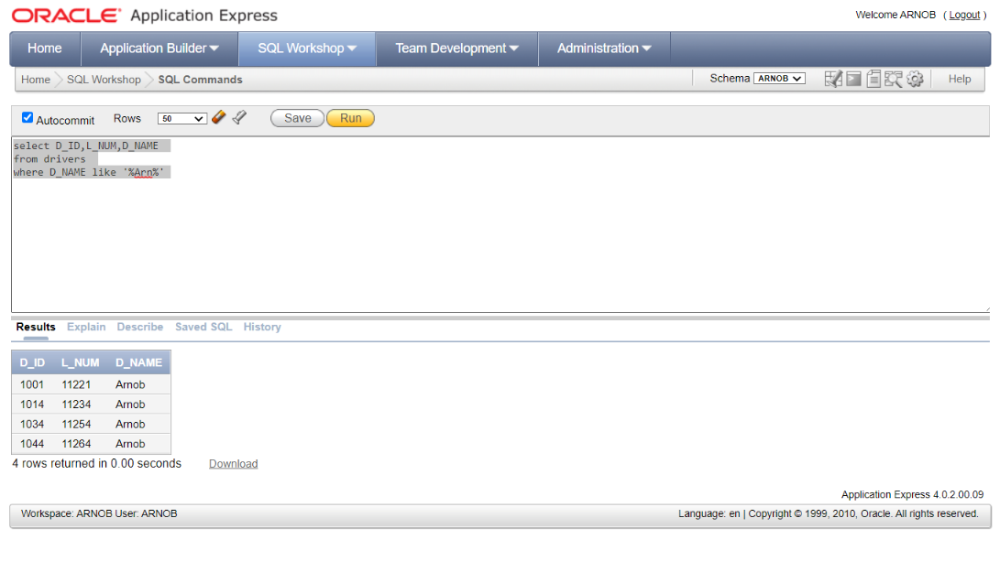 ORACLE Application Express
Welcome ARNOB ( Logout )
Home Application Builder SQL Workshop Team Development Administration
Home SQL Workshop SQL Commands Schema ARNOB Help
Autocommit Rows 50 Save Run
select D_ID,L_NUM,D_NAME
from drivers
where D_NAME like '%Arn%'
Results Explain Describe Saved SQL History
D_ID L_NUM D_NAME
1001 11221 Arnob
1014 11234 Arnob
1034 11254 Arnob
1044 11264 Arnob
4 rows returned in 0.00 seconds Download
Application Express 4.0.2.00.09
Workspace: ARNOB User: ARNOB Language: en | Copyright © 1999, 2010, Oracle. All rights reserved.